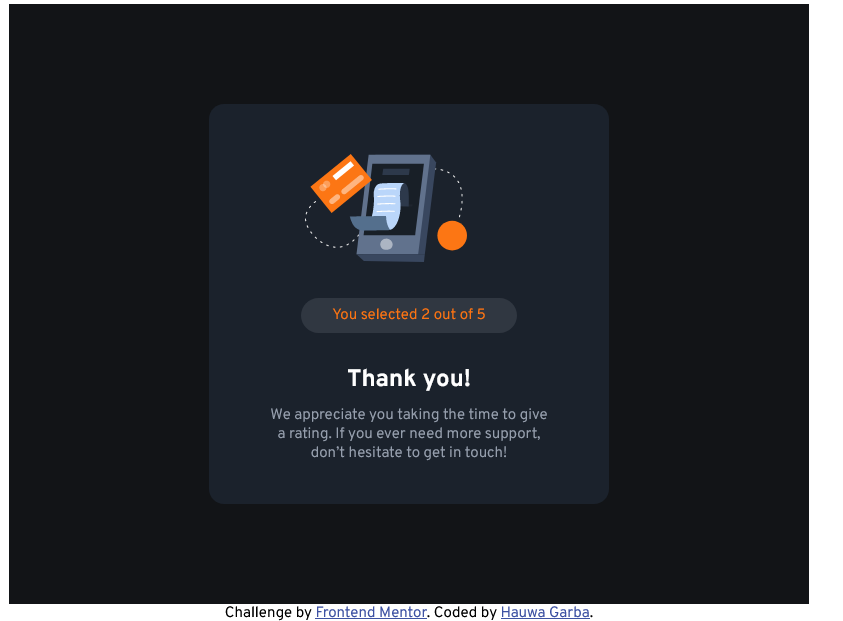 You selected 2 out of 5
Thank you!
We appreciate you taking the time to give
a rating. If you ever need more support,
don’t hesitate to get in touch!
Challenge by Frontend Mentor. Coded by Hauwa Garba.